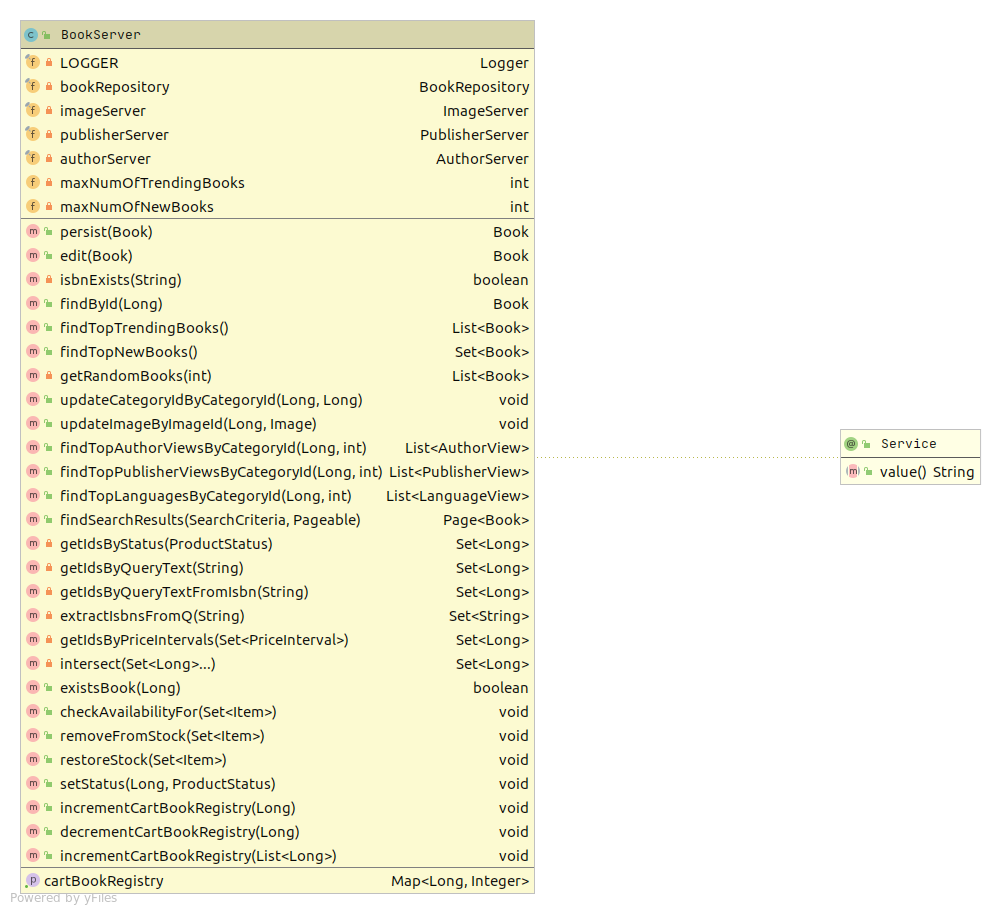 BookServer
LOGGER Logger
bookRepository BookRepository
imageServer ImageServer
publisherServer PublisherServer
authorServer AuthorServer
maxNumOfTrendingBooks int
maxNumOfNewBooks int
persist(Book) Book
edit(Book) Book
isbnExists(String) boolean
findById(Long) Book
findTopTrendingBooks() List<Book>
findTopNewBooks() Set<Book>
getRandomBooks(int) List<Book>
updateCategoryIdByCategoryId(Long, Long) void
updateImageByImageId(Long, Image) void
findTopAuthorViewsByCategoryId(Long, int) List<AuthorView>
findTopPublisherViewsByCategoryId(Long, int) List<PublisherView>
findTopLanguagesByCategoryId(Long, int) List<LanguageView>
findSearchResults(SearchCriteria, Pageable) Page<Book>
getIdsByStatus(ProductStatus) Set<Long>
getIdsByQueryText(String) Set<Long>
getIdsByQueryTextFromIsbn(String) Set<Long>
extractIsbnsFromQ(String) Set<String>
getIdsByPriceIntervals(Set<PriceInterval>) Set<Long>
intersect(Set<Long>...) Set<Long>
existsBook(Long) boolean
checkAvailabilityFor(Set<Item>) void
removeFromStock(Set<Item>) void
restoreStock(Set<Item>) void
setStatus(Long, ProductStatus) void
incrementCartBookRegistry(Long) void
decrementCartBookRegistry(Long) void
incrementCartBookRegistry(List<Long>) void
cartBookRegistry Map<Long, Integer>
Service
value() String
Powered by yFiles